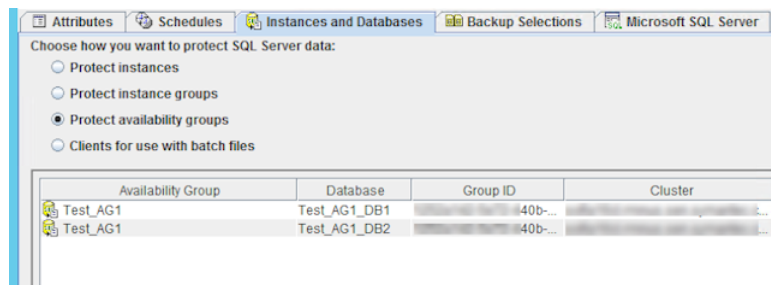 Attributes Schedules Instances and Databases Backup Selections Microsoft SQL Server
Choose how you want to protect SQL Server data:
Protect instances
Protect instance groups
Protect availability groups
Clients for use with batch files
Availability Group Database Group ID Cluster
Test_AG1 Test_AG1_DB1 40b-...
Test_AG1 Test_AG1_DB2 40b-...